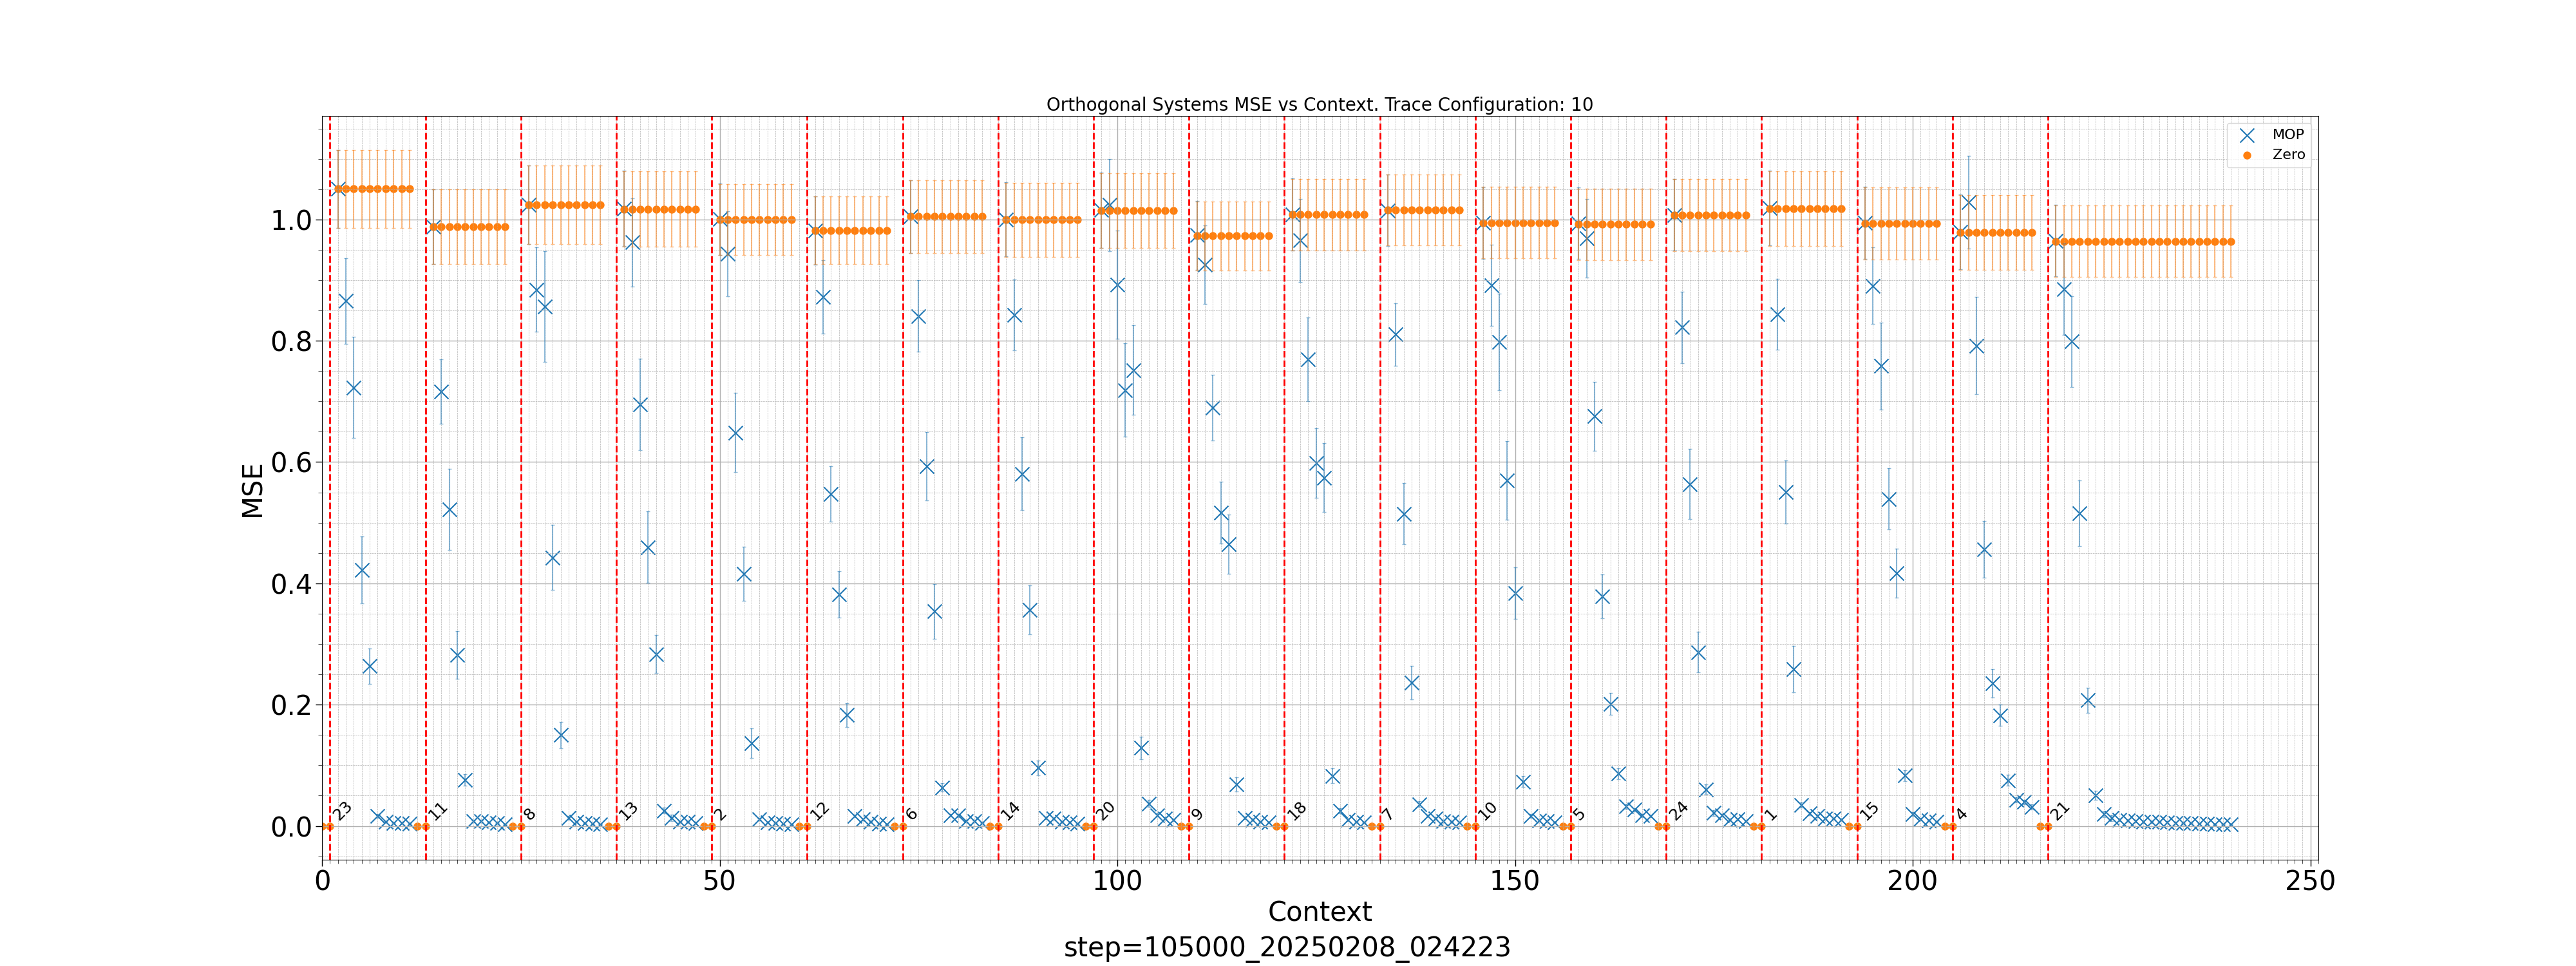 Orthogonal Systems MSE vs Context. Trace Configuration: 10
MOP
Zero
MSE
1.0
0.8
0.6
0.4
0.2
0.0
23 11 8 13 2 12 6 14 20 9 18 7 10 5 24 1 15 4 21
0 50 100 150 200 250
Context
step=105000_20250208_024223